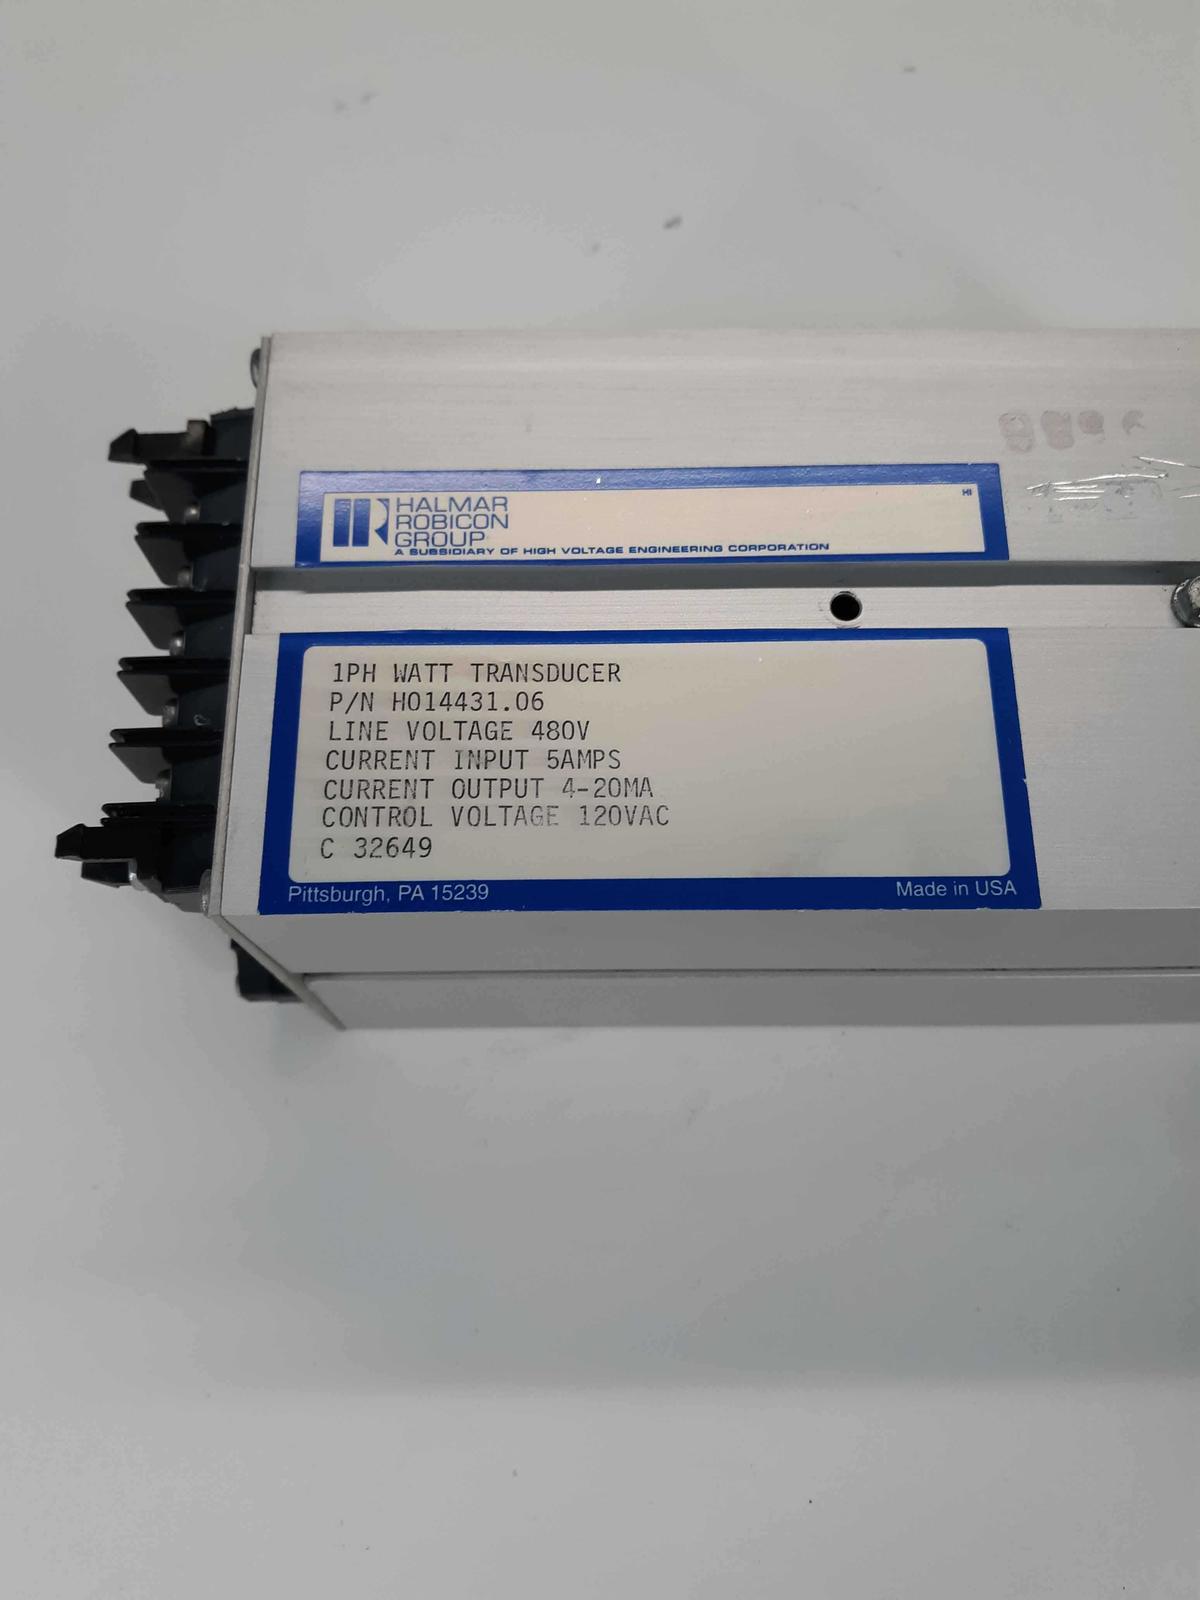 HALMAR
ROBICON
GROUP
A SUBSIDIARY OF HIGH VOLTAGE ENGINEERING CORPORATION
HI
1PH WATT TRANSDUCER
P/N H014431.06
LINE VOLTAGE 480V
CURRENT INPUT 5AMPS
CURRENT OUTPUT 4-20MA
CONTROL VOLTAGE 120VAC
C 32649
Pittsburgh, PA 15239
Made in USA